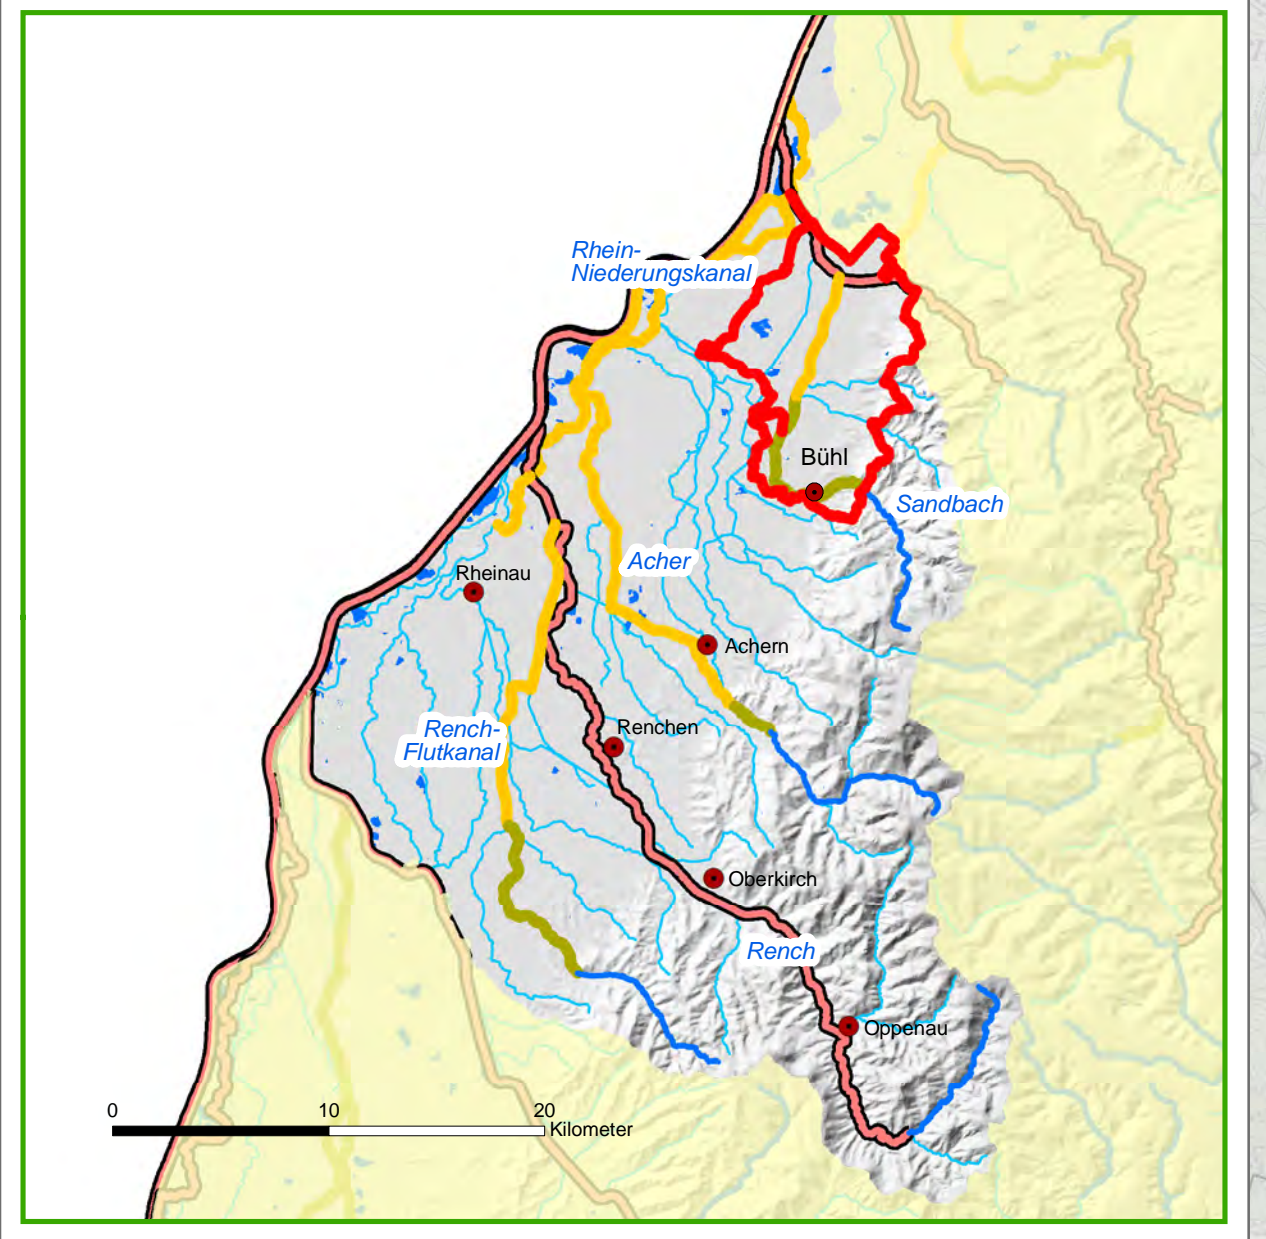 Rhein-
Niederungskanal
Bühl
Sandbach
Acher
Rheinau
Achern
Rench-
Flutkanal
Renchen
Oberkirch
Rench
Oppenau
0 10 20
Kilometer